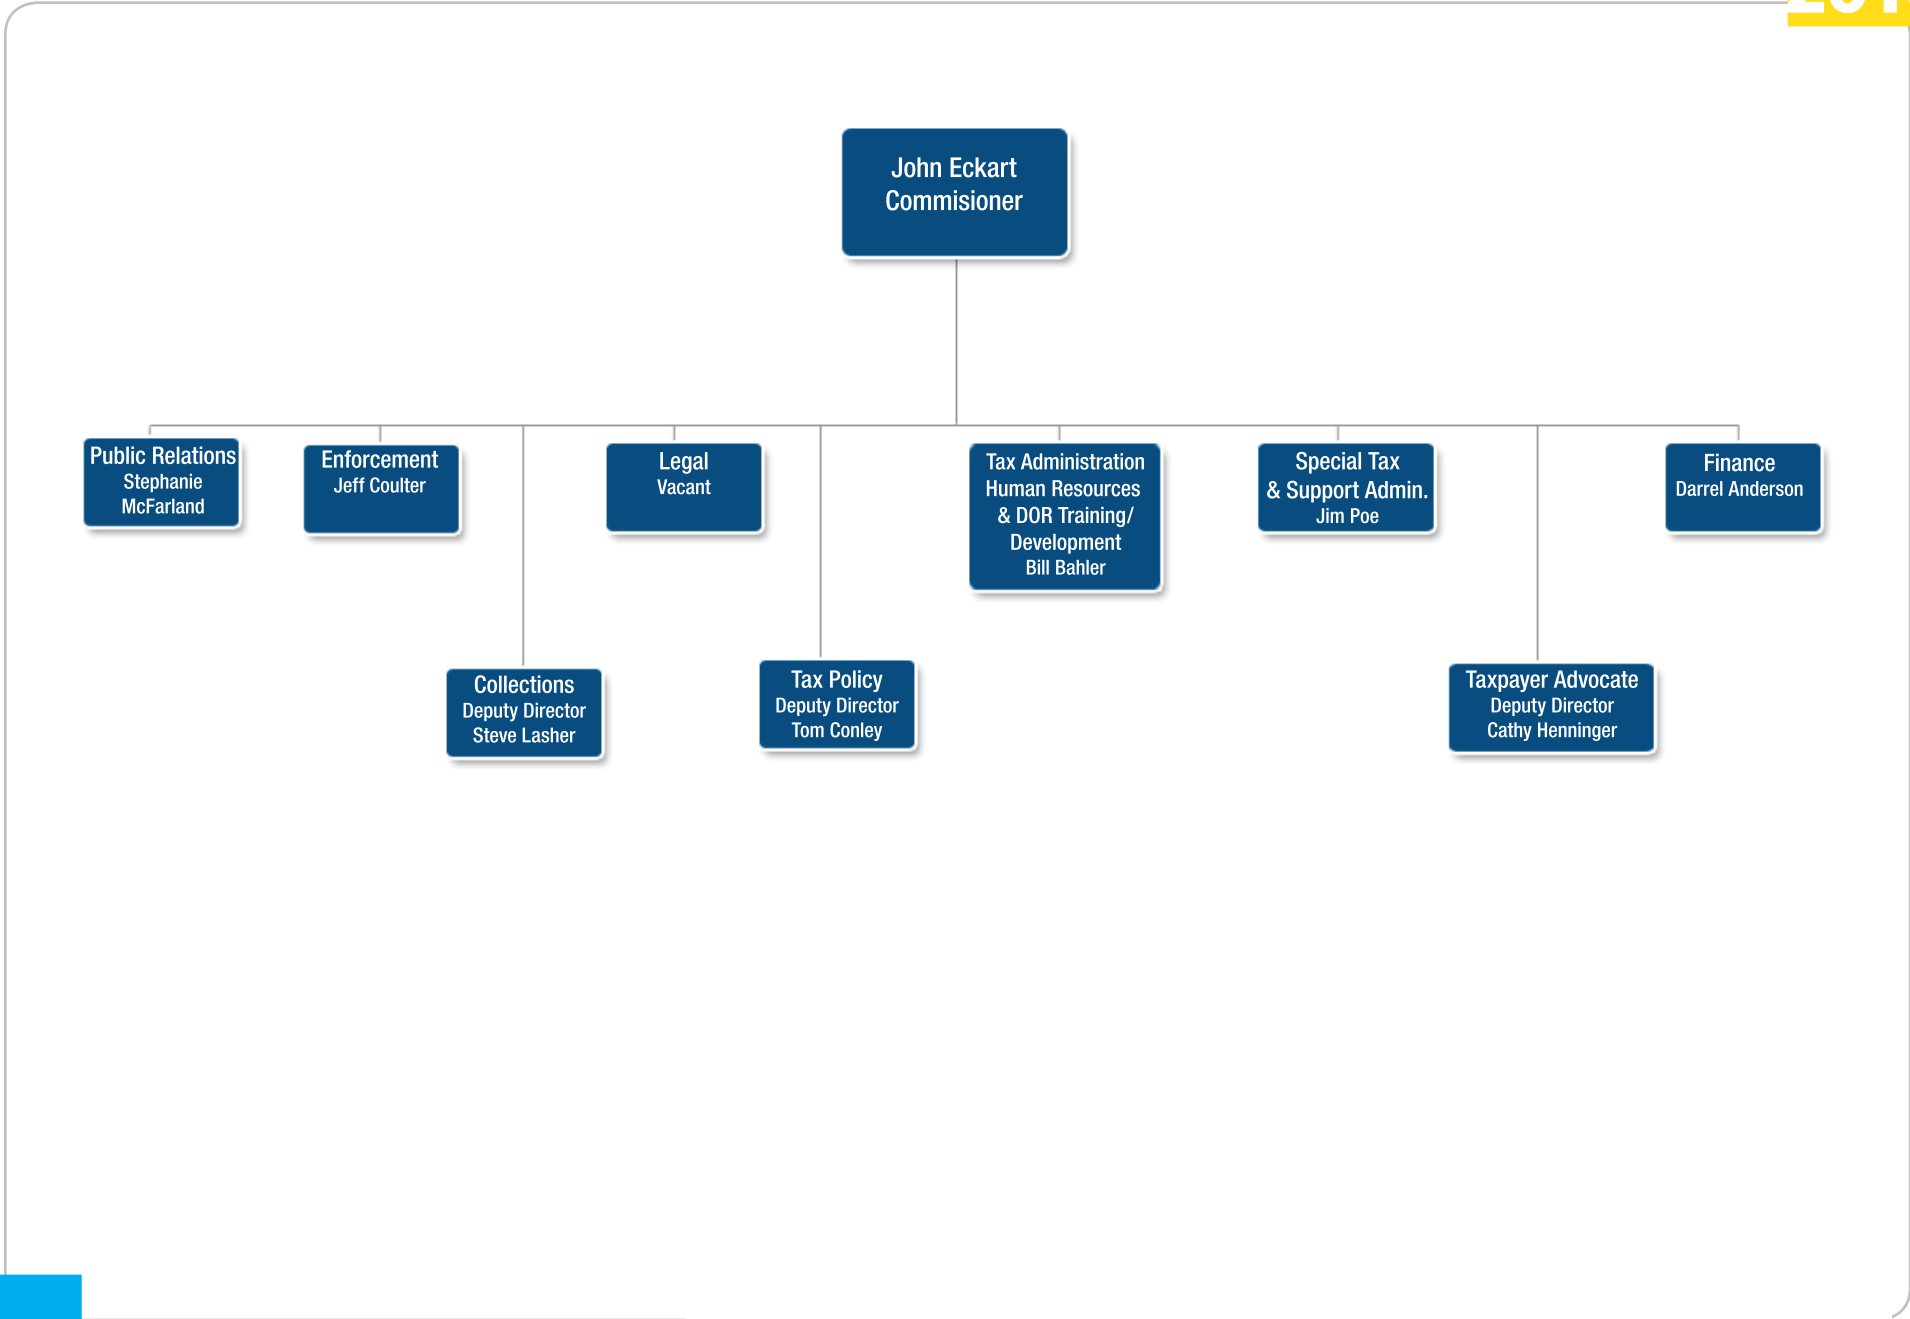 John Eckart
Commisioner
Public Relations
Stephanie
McFarland
Enforcement
Jeff Coulter
Legal
Vacant
Tax Administration
Human Resources
& DOR Training/
Development
Bill Bahler
Special Tax
& Support Admin.
Jim Poe
Finance
Darrel Anderson
Collections
Deputy Director
Steve Lasher
Tax Policy
Deputy Director
Tom Conley
Taxpayer Advocate
Deputy Director
Cathy Henninger